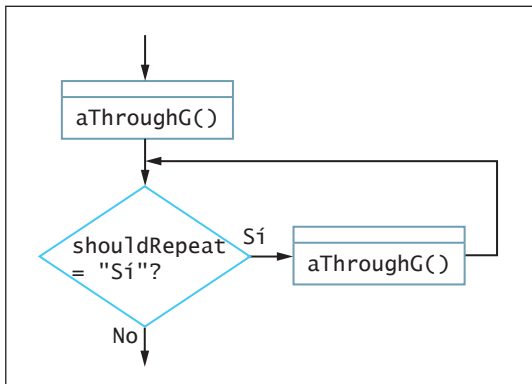 aThroughG()
shouldRepeat
= "Sí"?
Sí
aThroughG()
No